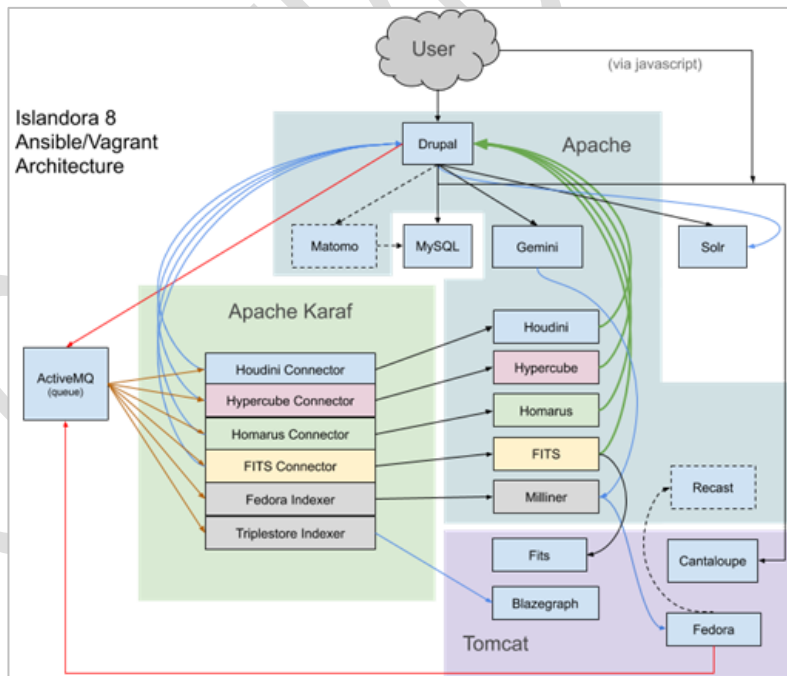 User
(via javascript)
Islandora 8
Ansible/Vagrant
Architecture
Drupal
Apache
Matomo
MySQL
Gemini
Solr
Apache Karaf
ActiveMQ
(queue)
Houdini Connector
Hypercube Connector
Homarus Connector
FITS Connector
Fedora Indexer
Triplestore Indexer
Houdini
Hypercube
Homarus
FITS
Milliner
Recast
Fits
Cantaloupe
Blazegraph
Fedora
Tomcat